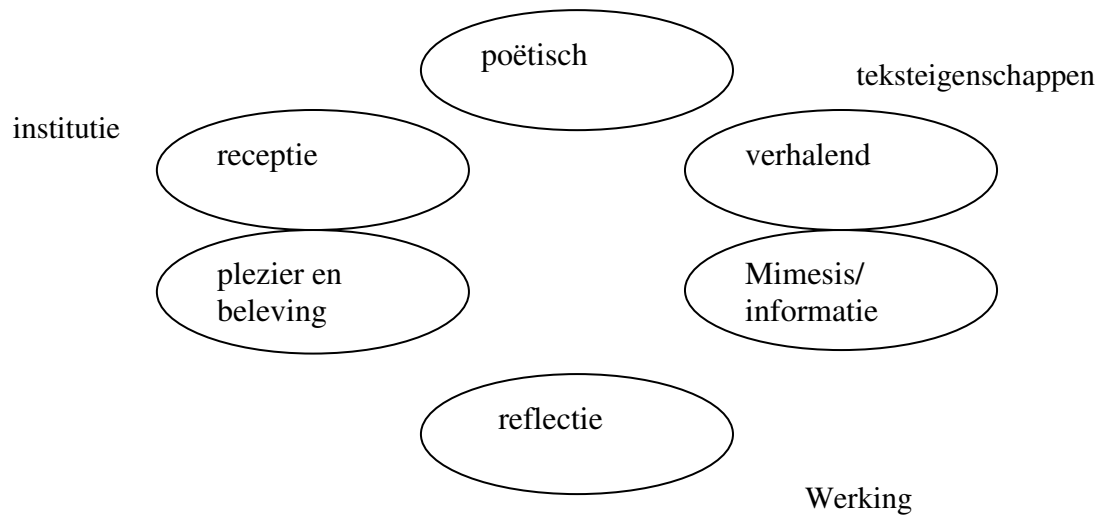 poëtisch
teksteigenschappen
institutie
receptie
verhalend
plezier en
beleving
Mimesis/
informatie
reflectie
Werking